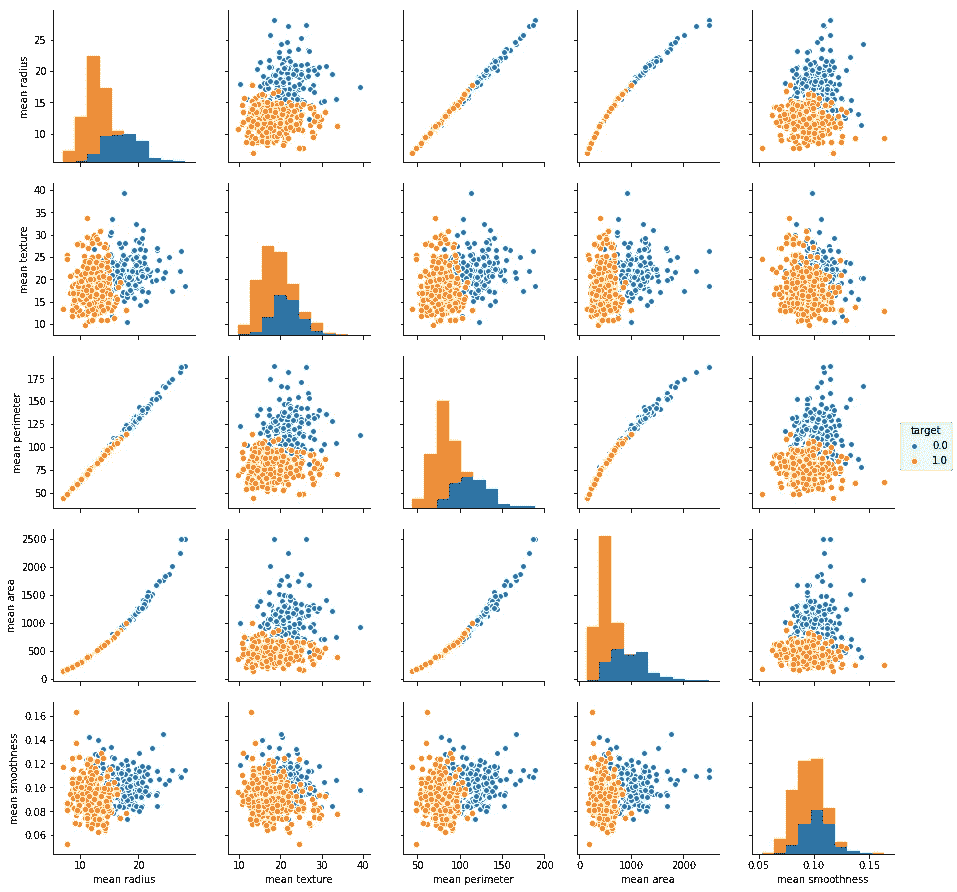 mean radius
25
20
15
10
mean texture
40
35
30
25
20
15
10
mean perimeter
175
150
125
100
75
50
target
0.0
1.0
mean area
2500
2000
1500
1000
500
0
mean smoothness
0.16
0.14
0.12
0.10
0.08
0.06
10 20
10 20 30 40
50 100 150 200
0 1000 2000
0.05 0.10 0.15
mean radius
mean texture
mean perimeter
mean area
mean smoothness